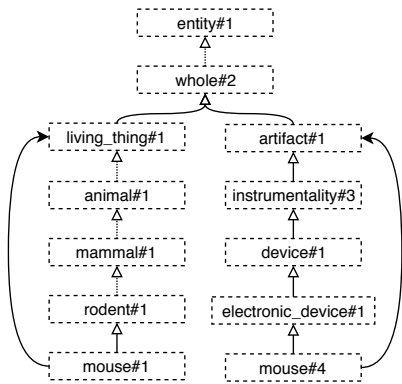 entity#1
whole#2
living_thing#1
artifact#1
animal#1
instrumentality#3
mammal#1
device#1
rodent#1
electronic_device#1
mouse#1
mouse#4